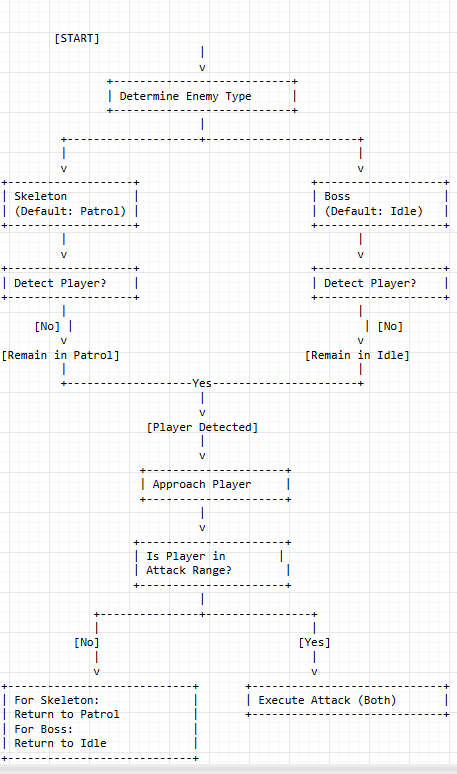 [START]
Determine Enemy Type
Skeleton
(Default: Patrol)
Boss
(Default: Idle)
Detect Player?
Detect Player?
[No]
[No]
[Remain in Patrol]
[Remain in Idle]
Yes
[Player Detected]
Approach Player
Is Player in
Attack Range?
[No]
[Yes]
For Skeleton:
Return to Patrol
For Boss:
Return to Idle
Execute Attack (Both)